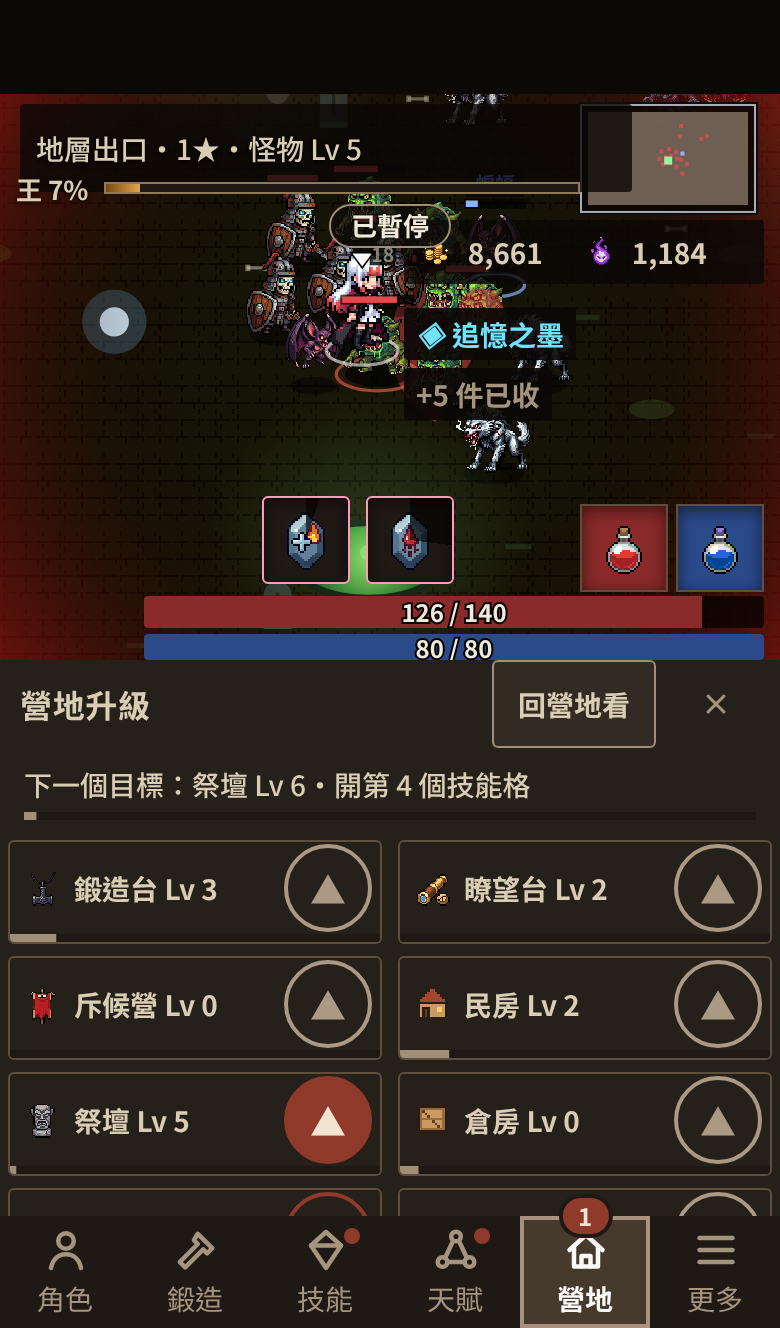 地層出口・1★・怪物 Lv 5
王 7%
已暫停
18
8,661
1,184
追憶之墨
+5 件已收
126 / 140
80 / 80
營地升級
回營地看
×
下一個目標：祭壇 Lv 6・開第 4 個技能格
鍛造台 Lv 3
瞭望台 Lv 2
斥候營 Lv 0
民房 Lv 2
祭壇 Lv 5
倉房 Lv 0
1
角色
鍛造
技能
天賦
營地
更多